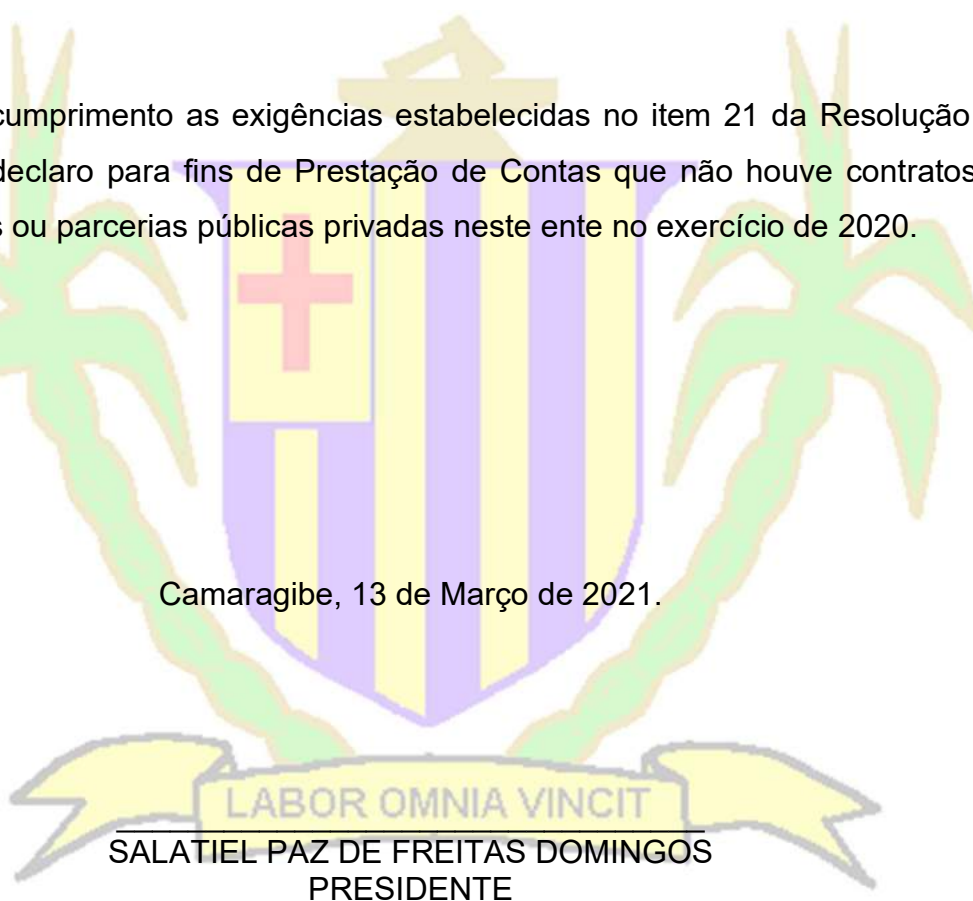 cumprimento as exigências estabelecidas no item 21 da Resolução
declaro para fins de Prestação de Contas que não houve contratos
s ou parcerias públicas privadas neste ente no exercício de 2020.
Camaragibe, 13 de Março de 2021.
LABOR OMNIA VINCIT
SALATIEL PAZ DE FREITAS DOMINGOS
PRESIDENTE